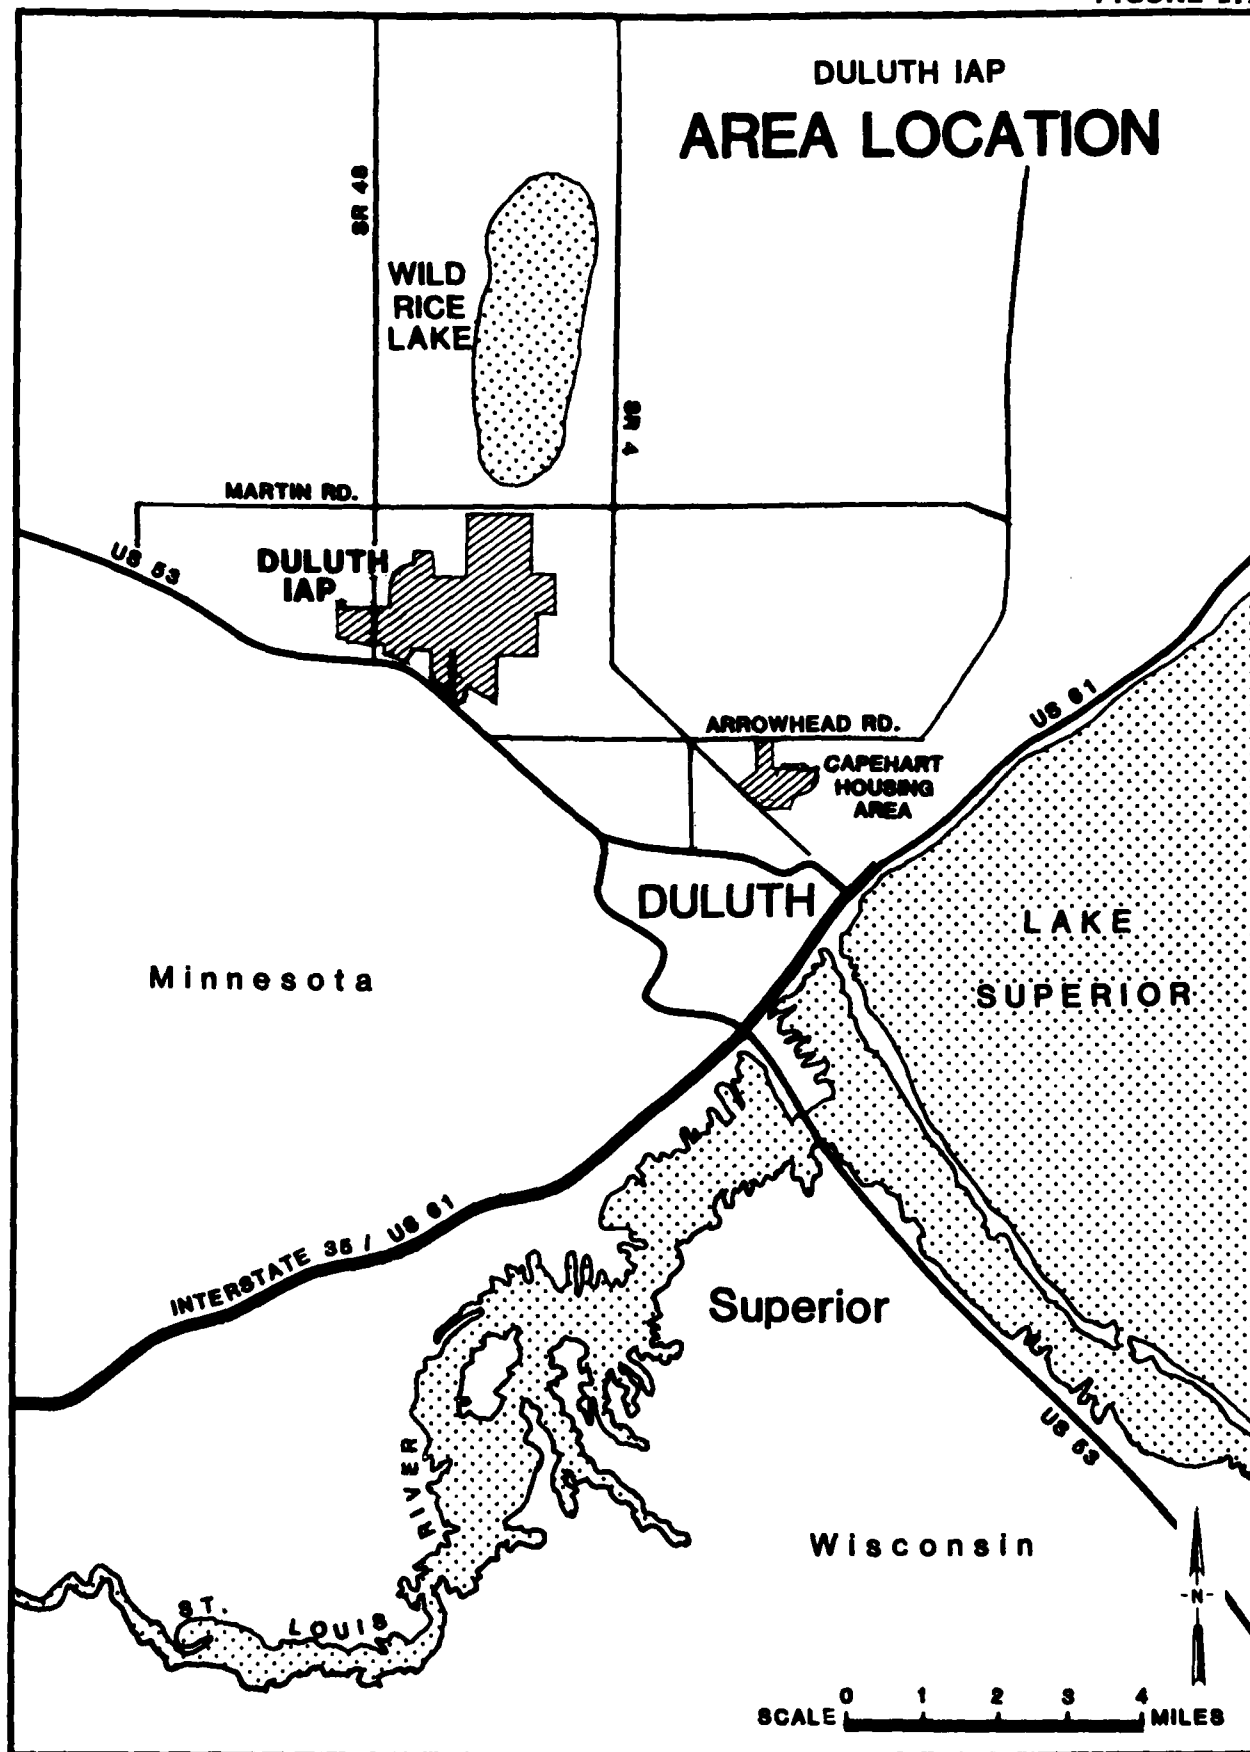 DULUTH IAP
AREA LOCATION
SR 48
WILD
RICE
LAKE
SR 4
MARTIN RD.
US 53
DULUTH
IAP
US 61
ARROWHEAD RD.
CAPEHART
HOUSING
AREA
DULUTH
LAKE
SUPERIOR
Minnesota
INTERSTATE 35 / US 61
Superior
US 53
RIVER
Wisconsin
-N-
ST. LOUIS
0 1 2 3 4
SCALE MILES